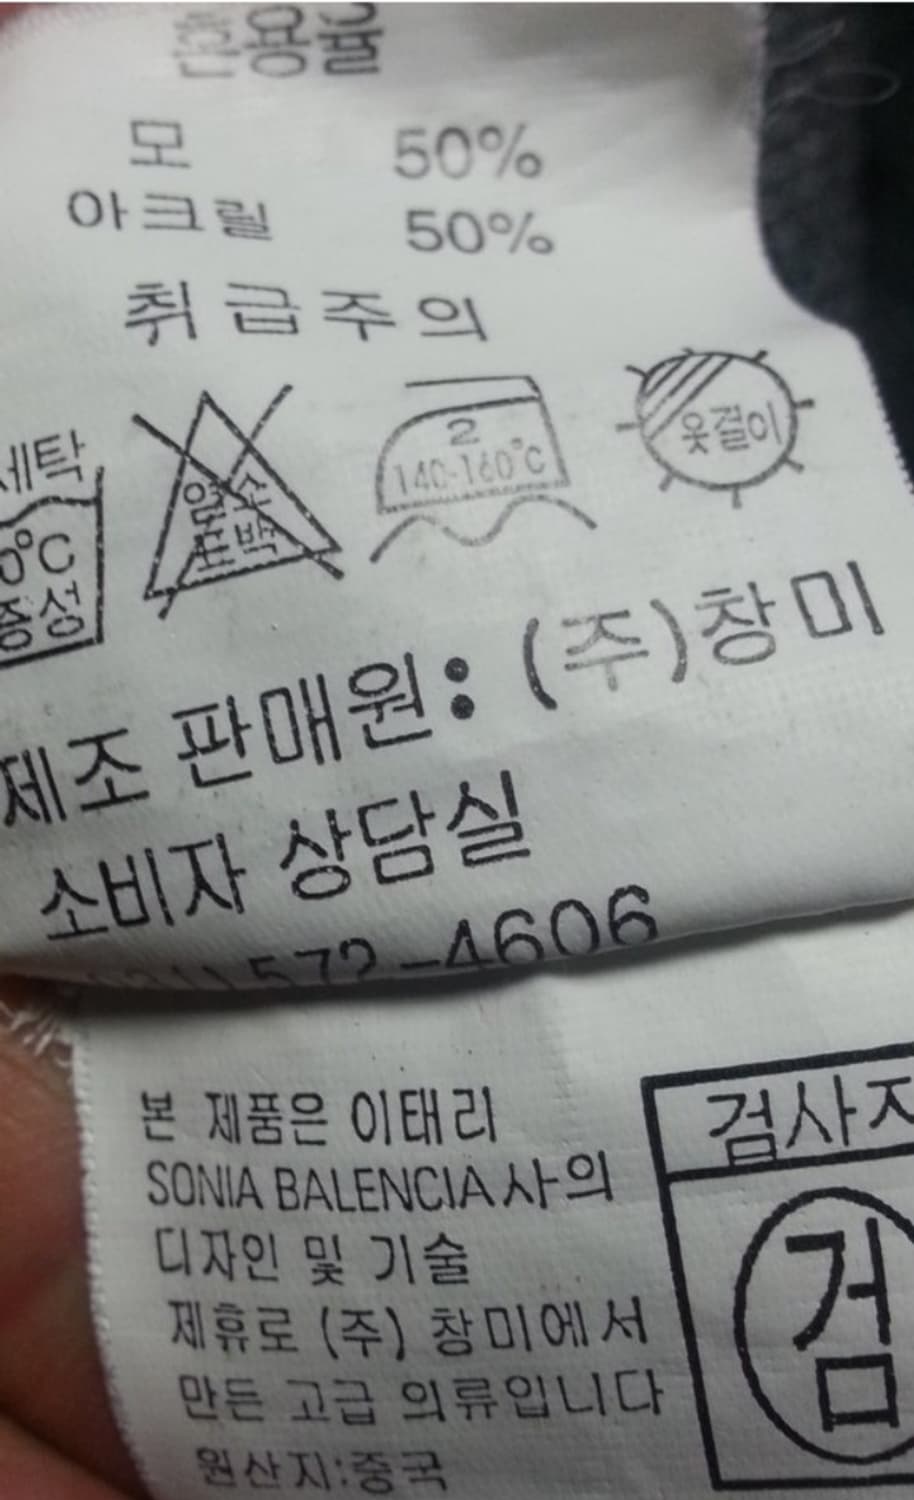 혼용율
모 50%
아크릴 50%
취급주의
세탁
0°C
중성
염소
표백
2
140-160°C
옷걸이
제조 판매원: (주)창미
소비자 상담실
572-4606
본 제품은 이태리
SONIA BALENCIA사의
디자인 및 기술
제휴로 (주) 창미에서
만든 고급 의류입니다
원산지:중국
검사자
검